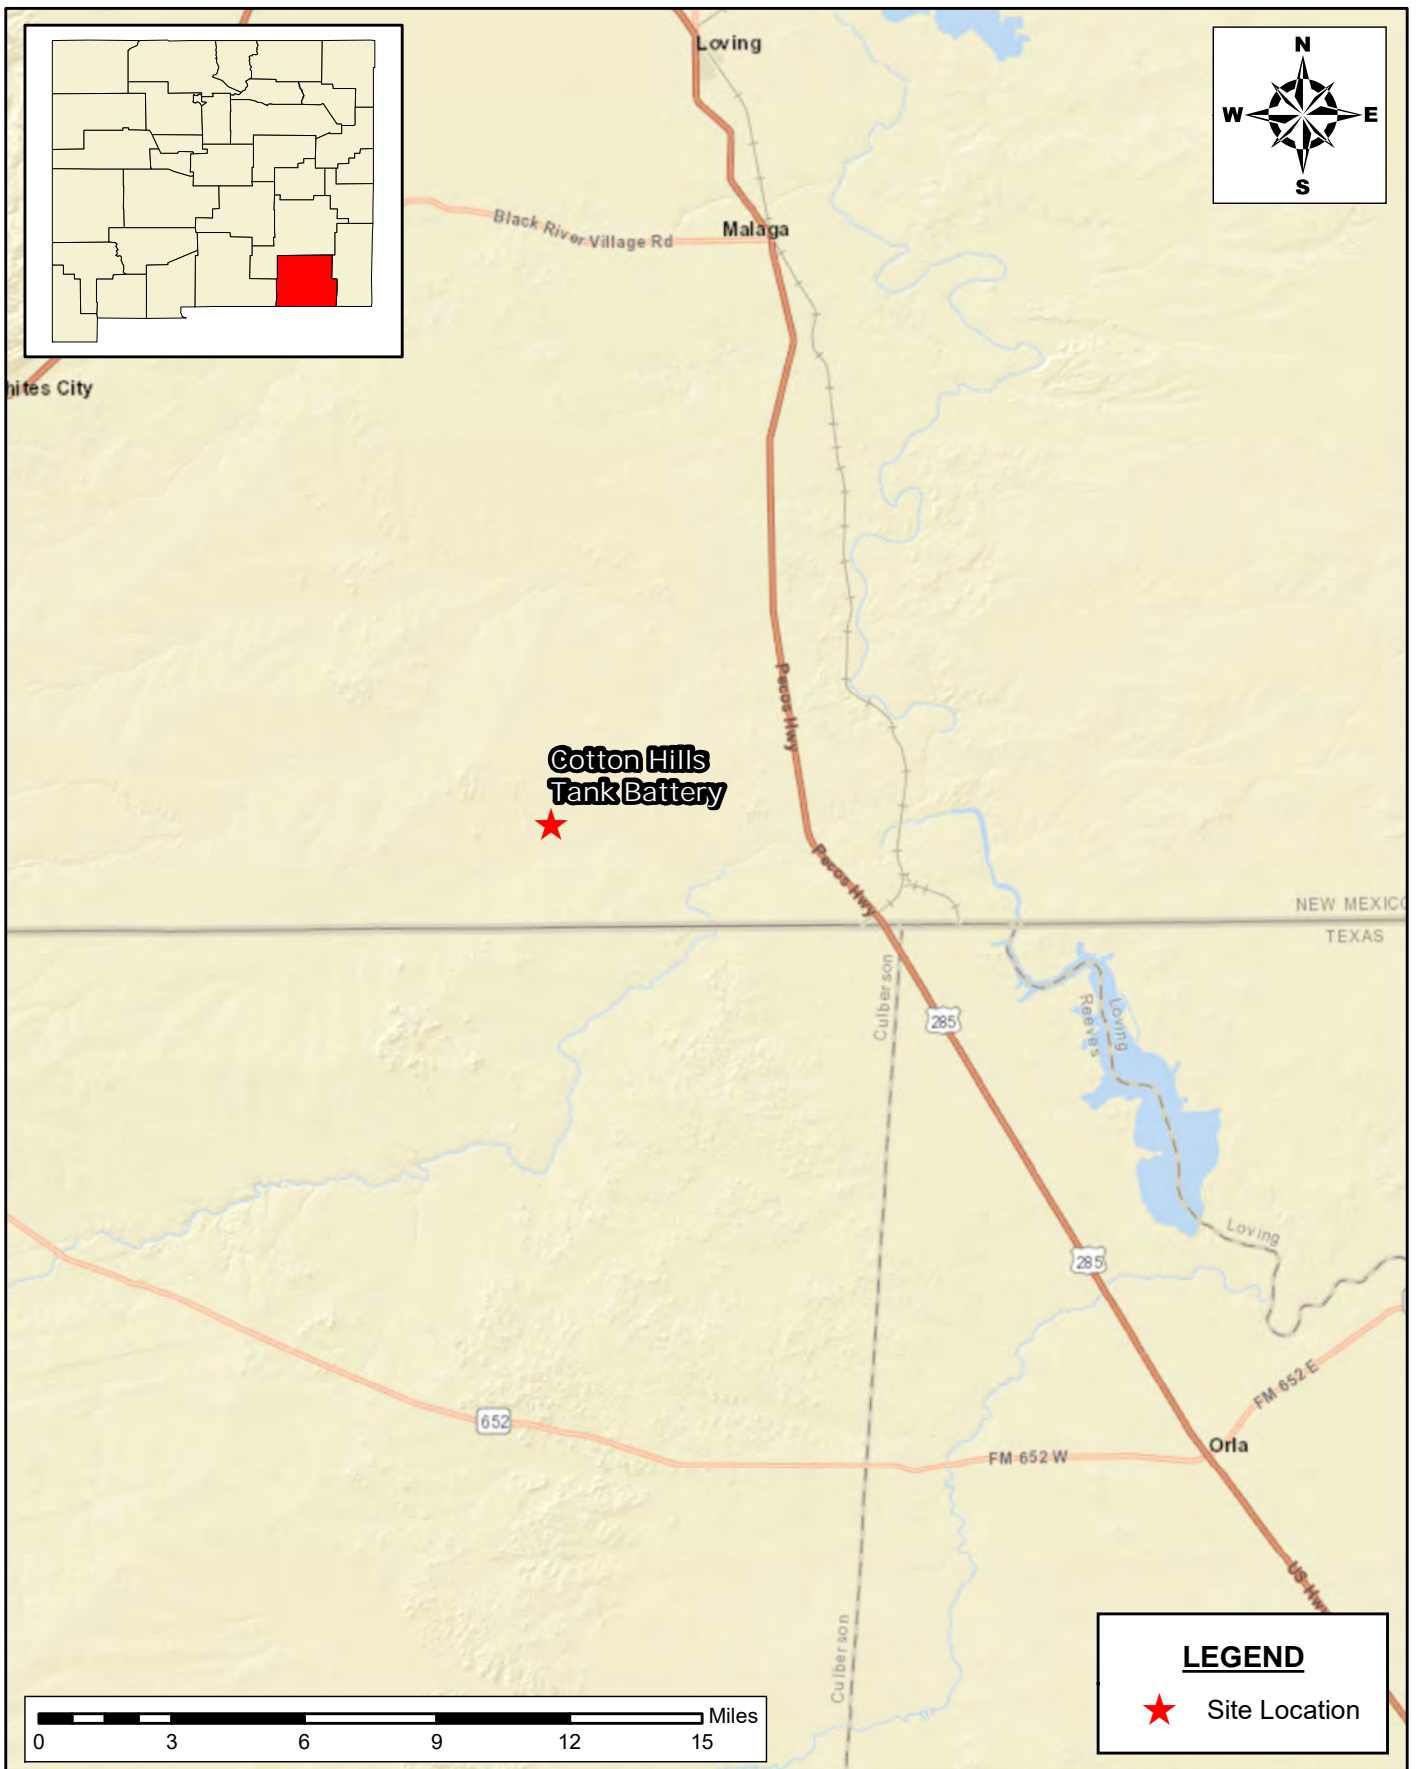 Loving
N
W
E
S
Black River Village Rd
Malaga
hites City
Pecos Hwy
Cotton Hills
Tank Battery
Pecos Hwy
NEW MEXICO
TEXAS
Culberson
285
Reeves
Loving
Loving
285
FM 652 E
652
Orla
FM 652 W
US Hwy
Culberson
LEGEND
Site Location
Miles
0 3 6 9 12 15